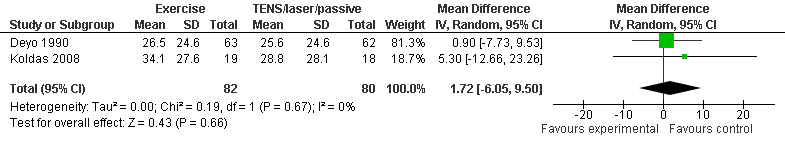 Exercise TENS/laser/passive Mean Difference Mean Difference
Study or Subgroup Mean SD Total Mean SD Total Weight IV, Random, 95% CI IV, Random, 95% CI
Deyo 1990 26.5 24.6 63 25.6 24.6 62 81.3% 0.90 [-7.73, 9.53]
Koldas 2008 34.1 27.6 19 28.8 28.1 18 18.7% 5.30 [-12.66, 23.26]
Total (95% CI) 82 80 100.0% 1.72 [-6.05, 9.50]
Heterogeneity: Tau² = 0.00; Chi² = 0.19, df = 1 (P = 0.67); I² = 0%
Test for overall effect: Z = 0.43 (P = 0.66)
-20 -10 0 10 20
Favours experimental Favours control